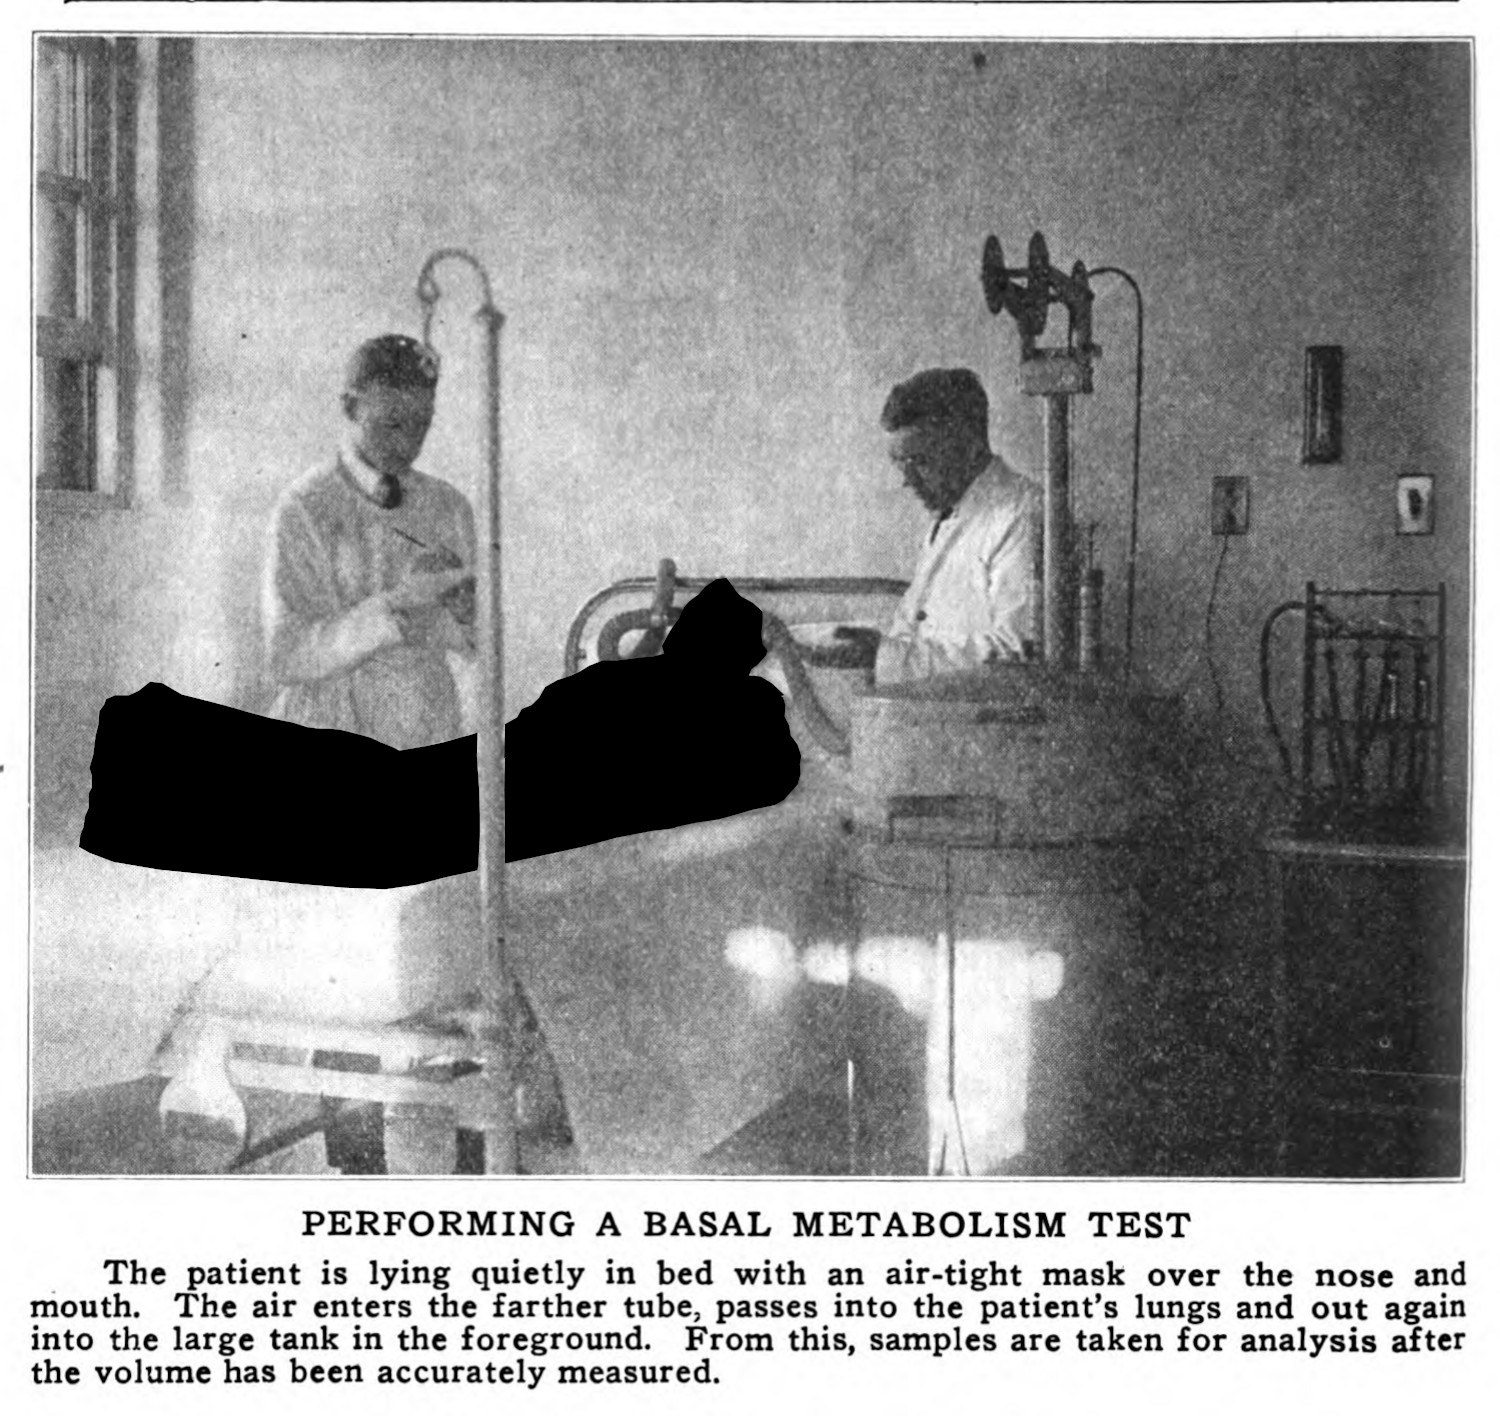 PERFORMING A BASAL METABOLISM TEST
The patient is lying quietly in bed with an air-tight mask over the nose and
mouth. The air enters the farther tube, passes into the patient's lungs and out again
into the large tank in the foreground. From this, samples are taken for analysis after
the volume has been accurately measured.